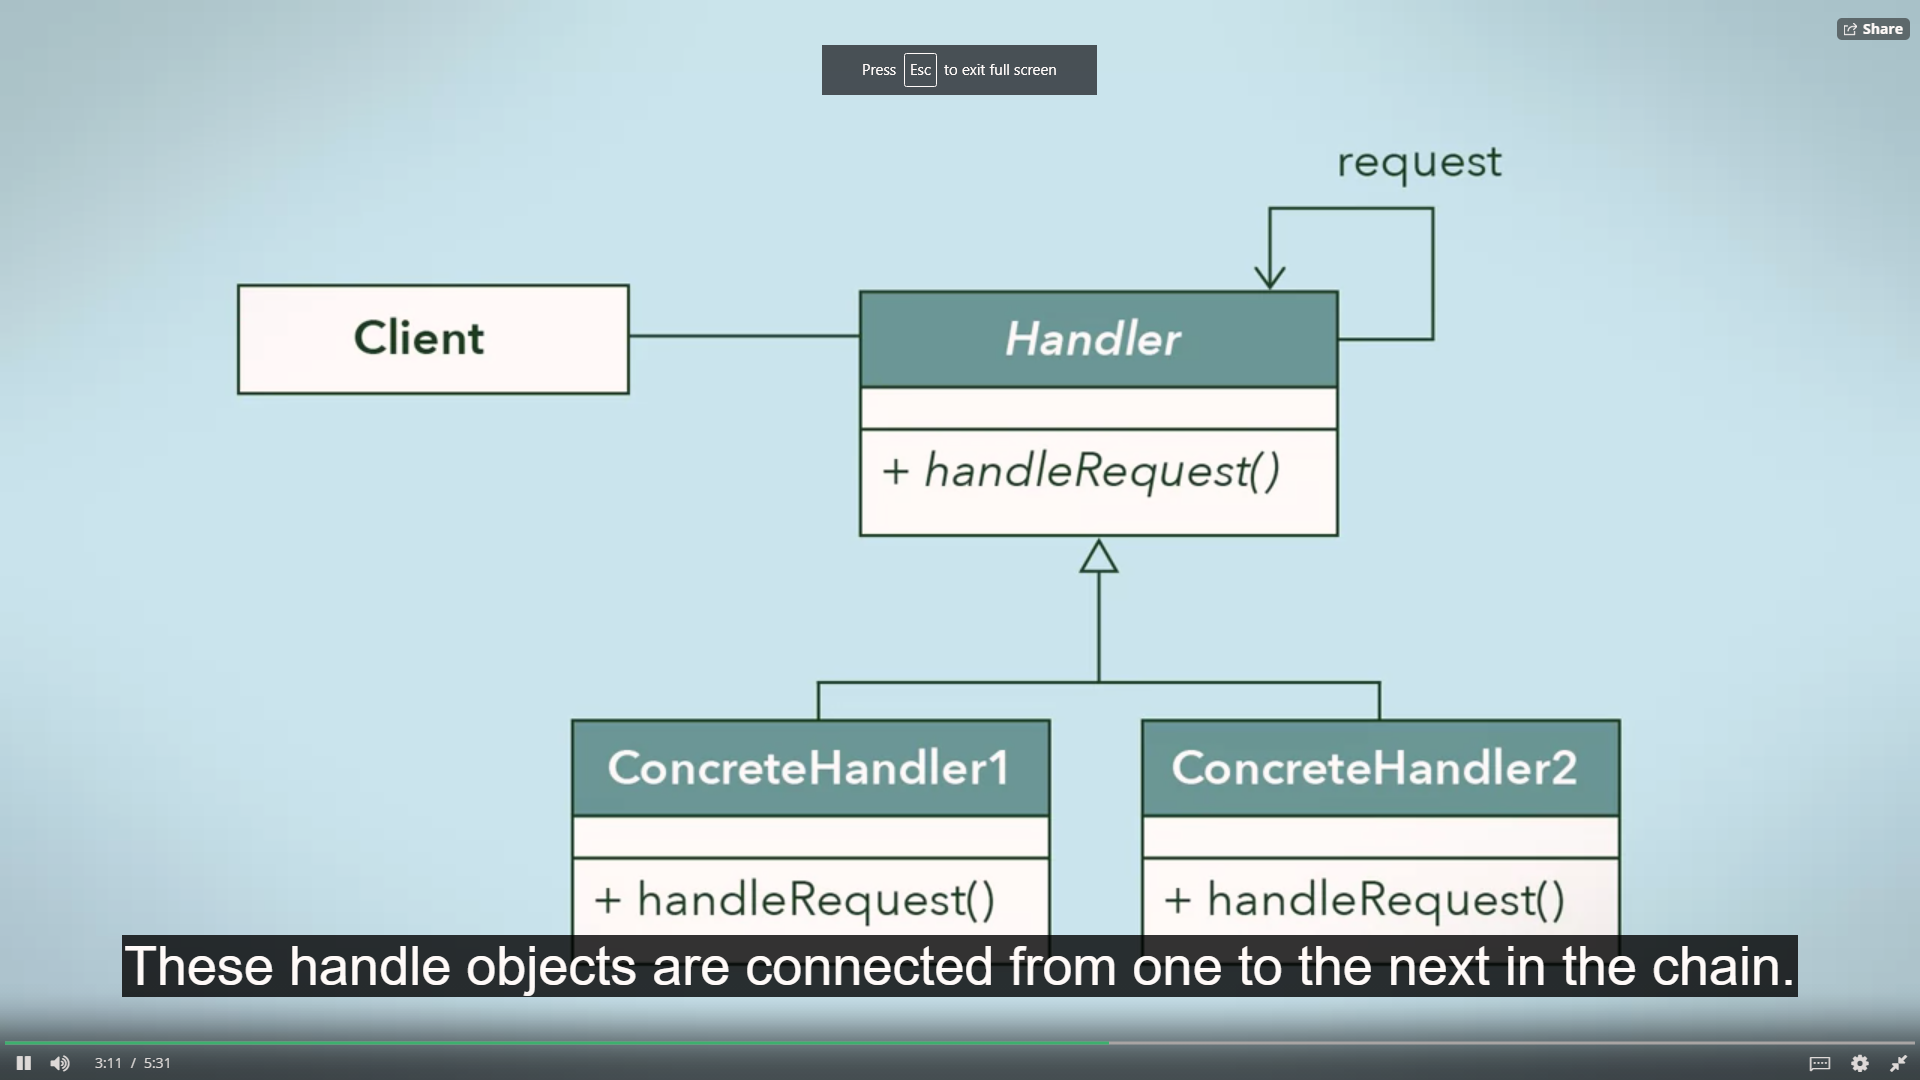 Share
Press Esc to exit full screen
request
Client
Handler
+ handleRequest()
ConcreteHandler1
ConcreteHandler2
+ handleRequest()
+ handleRequest()
These handle objects are connected from one to the next in the chain.
3:11 / 5:31